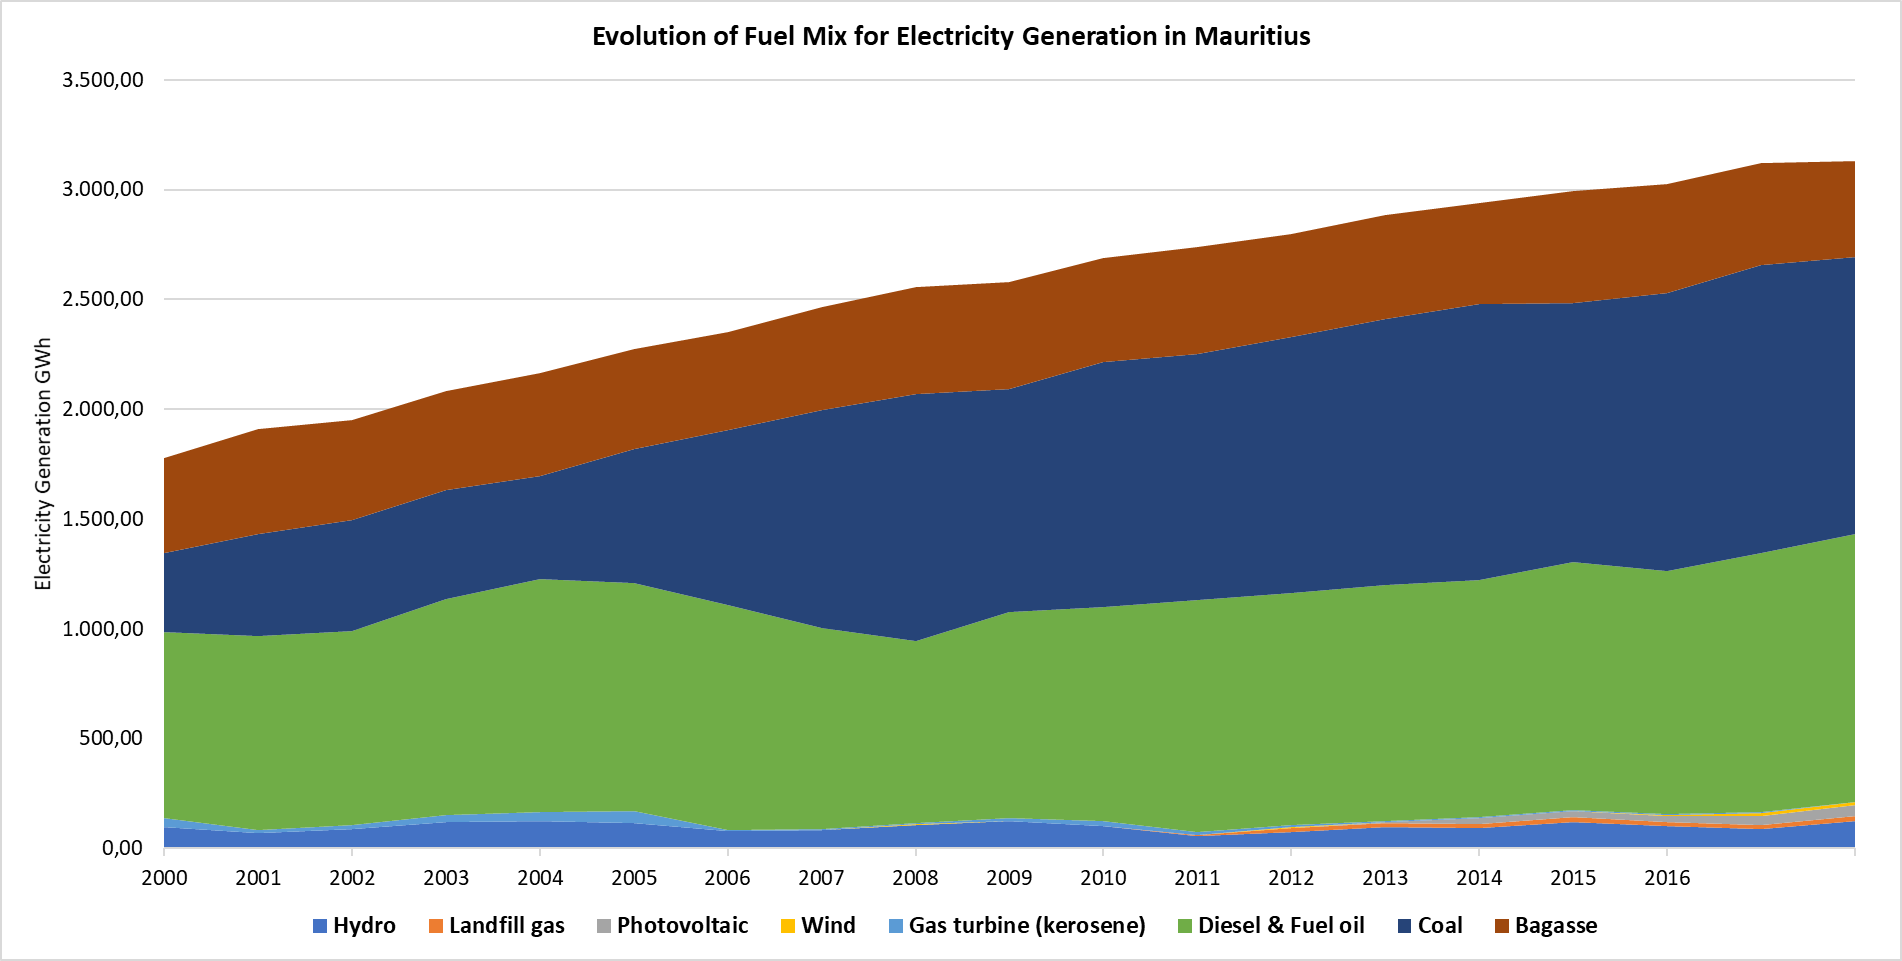 Evolution of Fuel Mix for Electricity Generation in Mauritius
Electricity Generation GWh
3.500,00
3.000,00
2.500,00
2.000,00
1.500,00
1.000,00
500,00
0,00
2000 2001 2002 2003 2004 2005 2006 2007 2008 2009 2010 2011 2012 2013 2014 2015 2016
Hydro Landfill gas Photovoltaic Wind Gas turbine (kerosene) Diesel & Fuel oil Coal Bagasse